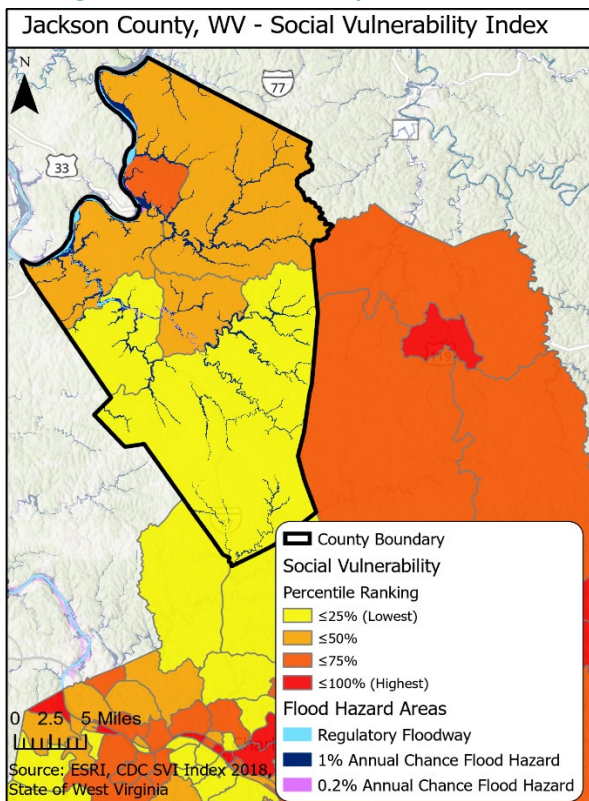 Jackson County, WV - Social Vulnerability Index
N
77
33
County Boundary
Social Vulnerability
Percentile Ranking
≤25% (Lowest)
≤50%
≤75%
≤100% (Highest)
Flood Hazard Areas
Regulatory Floodway
1% Annual Chance Flood Hazard
0.2% Annual Chance Flood Hazard
0 2.5 5 Miles
Source: ESRI, CDC SVI Index 2018,
State of West Virginia